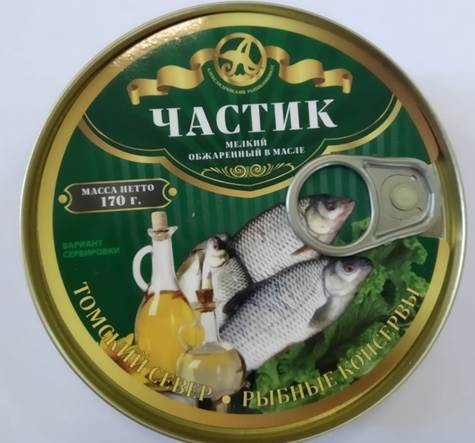 ЧАСТИК
МЕЛКИЙ
ОБЖАРЕННЫЙ В МАСЛЕ
МАССА НЕТТО
170 г.
ВАРИАНТ
СЕРВИРОВКИ
ТОМСКИЙ СЕВЕР • РЫБНЫЕ КОНСЕРВЫ